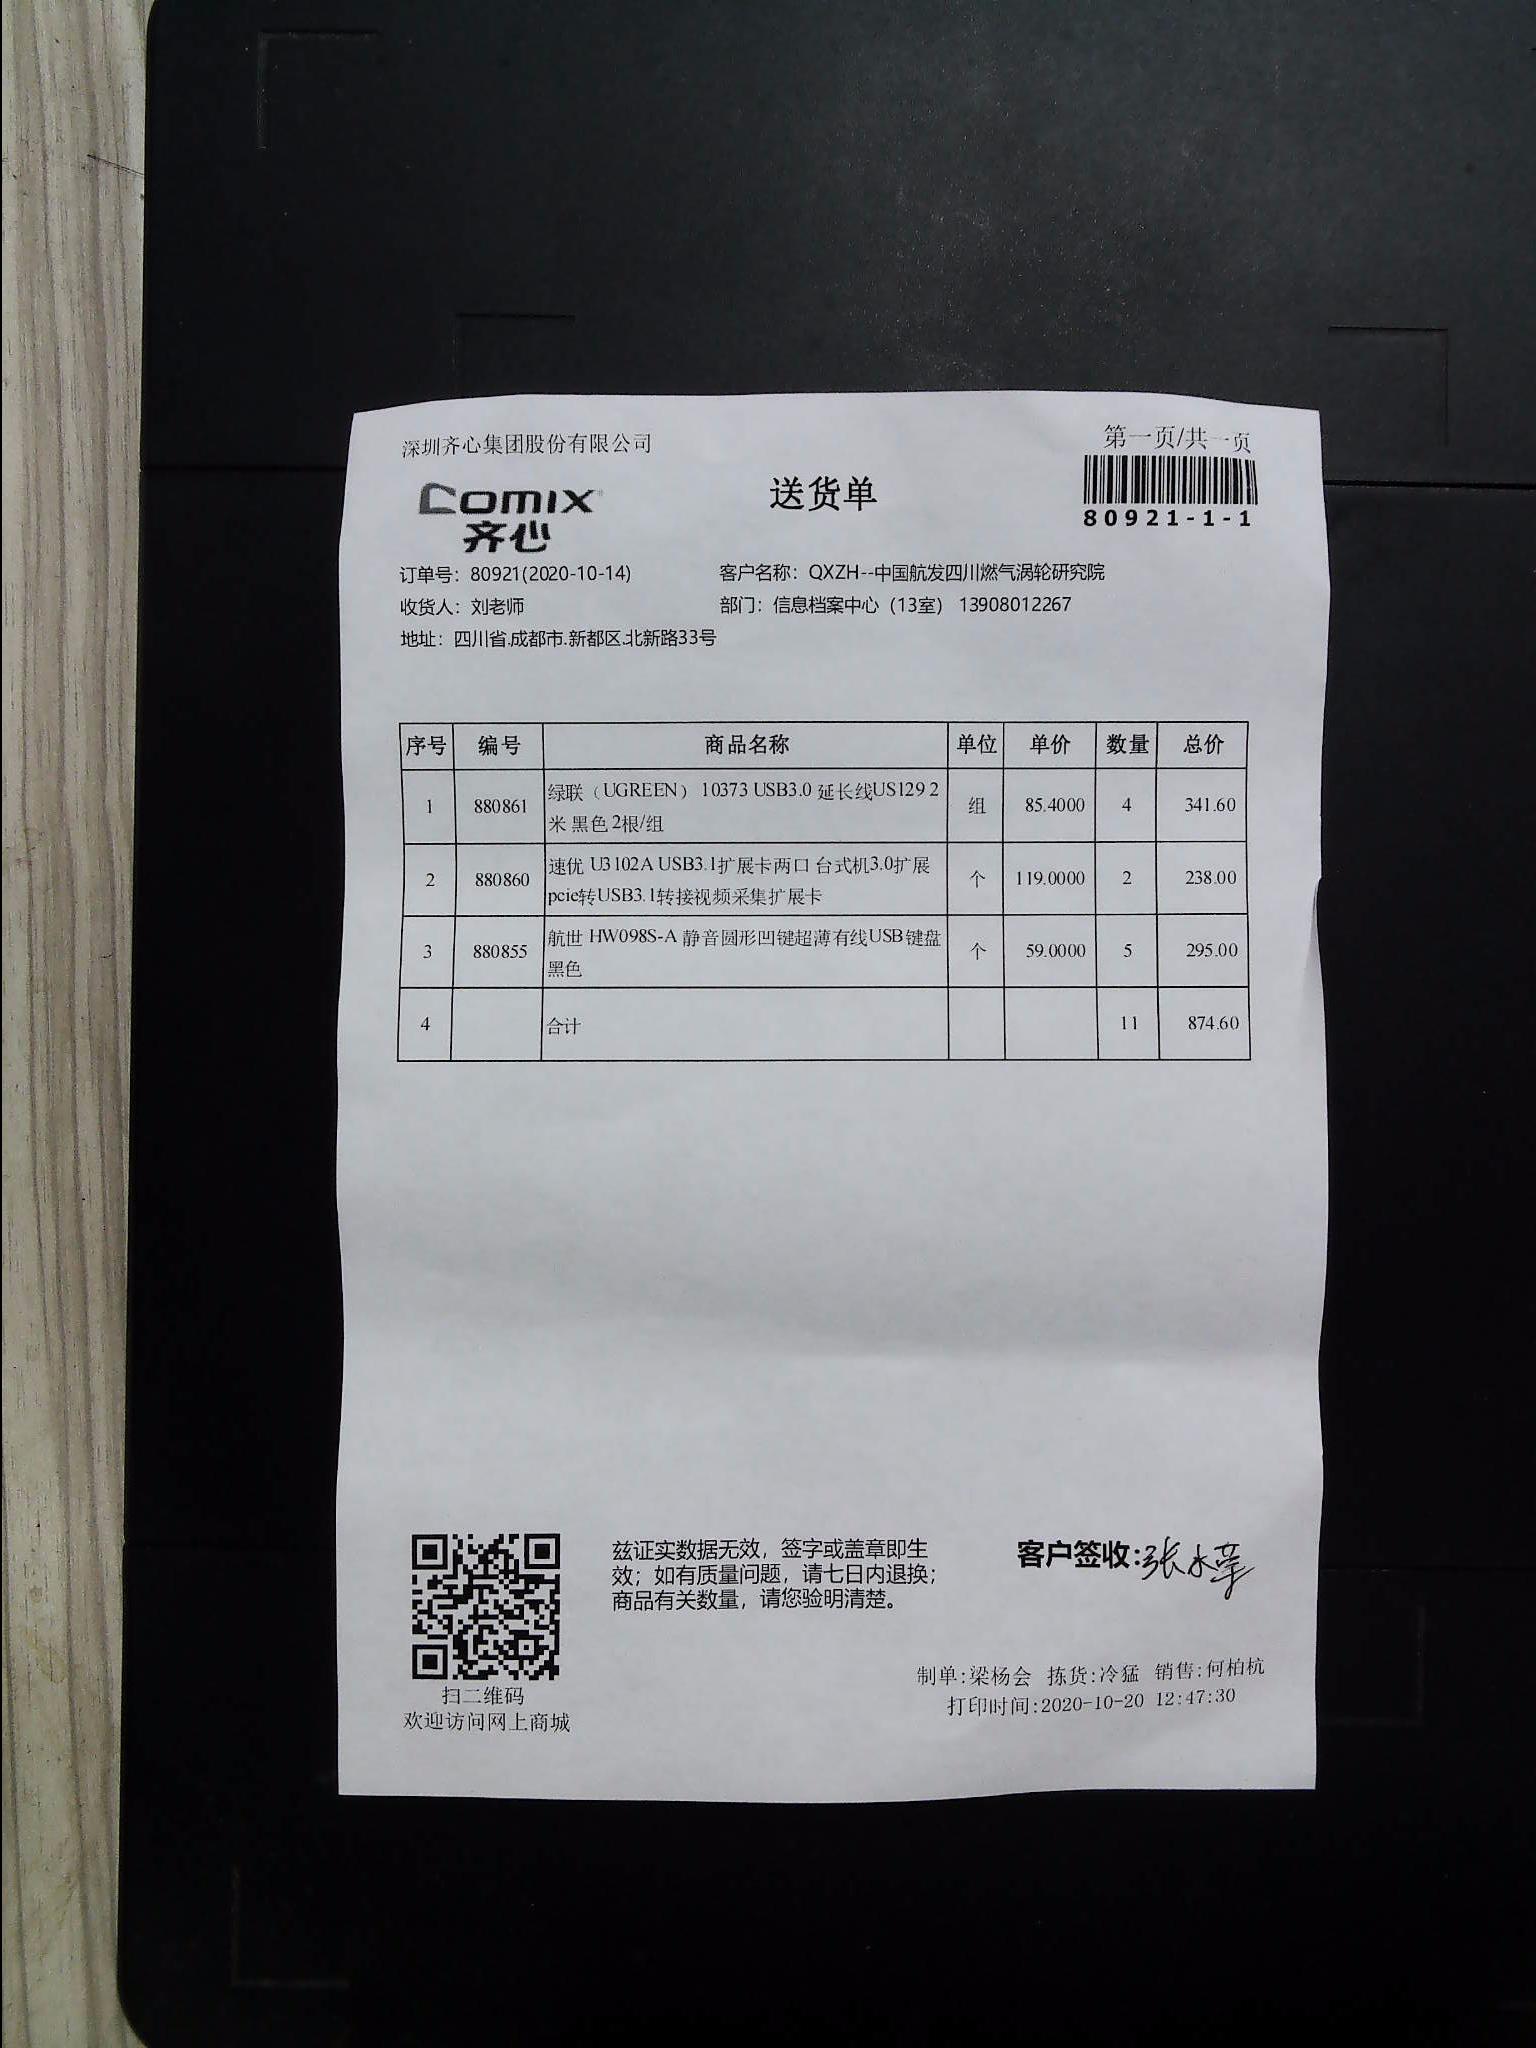 深圳齐心集团股份有限公司
第一页/共一页
COMIX
齐心
送货单
80921-1-1
订单号：80921(2020-10-14)
客户名称：QXZH--中国航发四川燃气涡轮研究院
收货人：刘老师
部门：信息档案中心（13室） 13908012267
地址：四川省.成都市.新都区.北新路33号
序号 编号 商品名称 单位 单价 数量 总价
1 880861 绿联（UGREEN） 10373 USB3.0 延长线US129 2 组 85.4000 4 341.60
米 黑色 2根/组
2 880860 速优 U3102A USB3.1扩展卡两口 台式机3.0扩展 个 119.0000 2 238.00
pcie转USB3.1转接视频采集扩展卡
3 880855 航世 HW098S-A 静音圆形凹键超薄有线USB键盘 个 59.0000 5 295.00
黑色
4 合计 11 874.60
兹证实数据无效，签字或盖章即生
效；如有质量问题，请七日内退换；
商品有关数量，请您验明清楚。
客户签收:张永
扫二维码
欢迎访问网上商城
制单:梁杨会 拣货:冷猛 销售:何柏杭
打印时间:2020-10-20 12:47:30